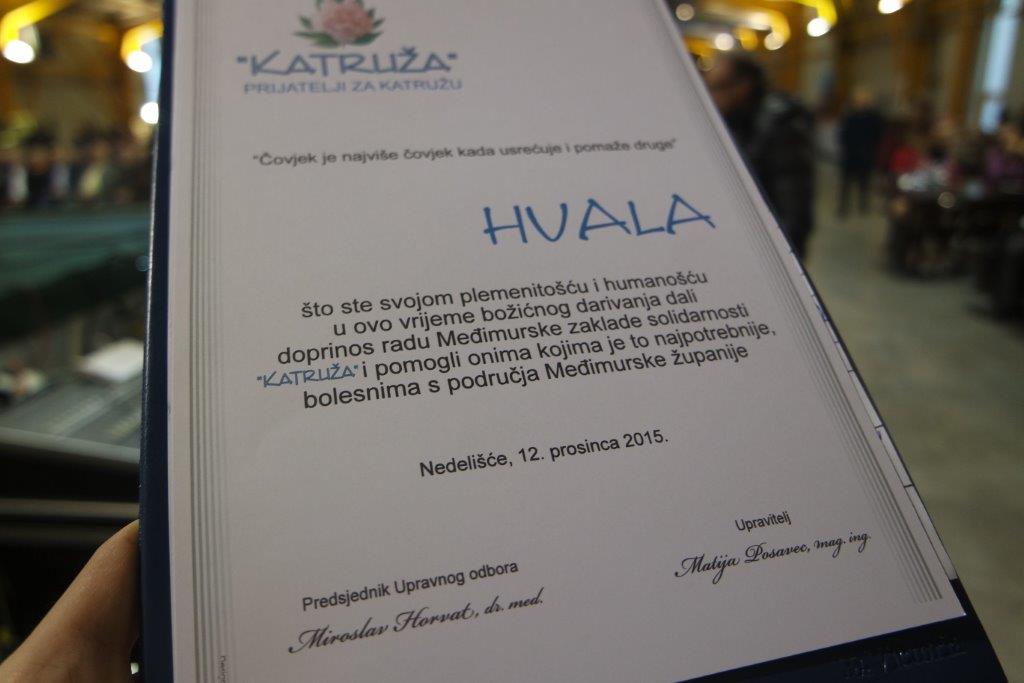 "KATRUŽA"
PRIJATELJI ZA KATRUŽU
"Čovjek je najviše čovjek kada usrećuje i pomaže druge"
HVALA
što ste svojom plemenitošću i humanošću
u ovo vrijeme božićnog darivanja dali
doprinos radu Međimurske zaklade solidarnosti
"KATRUŽA" i pomogli onima kojima je to najpotrebnije,
bolesnima s područja Međimurske županije
Nedelišće, 12. prosinca 2015.
Predsjednik Upravnog odbora
Miroslav Horvat, dr. med.
Upravitelj
Matija Posavec, mag. ing.